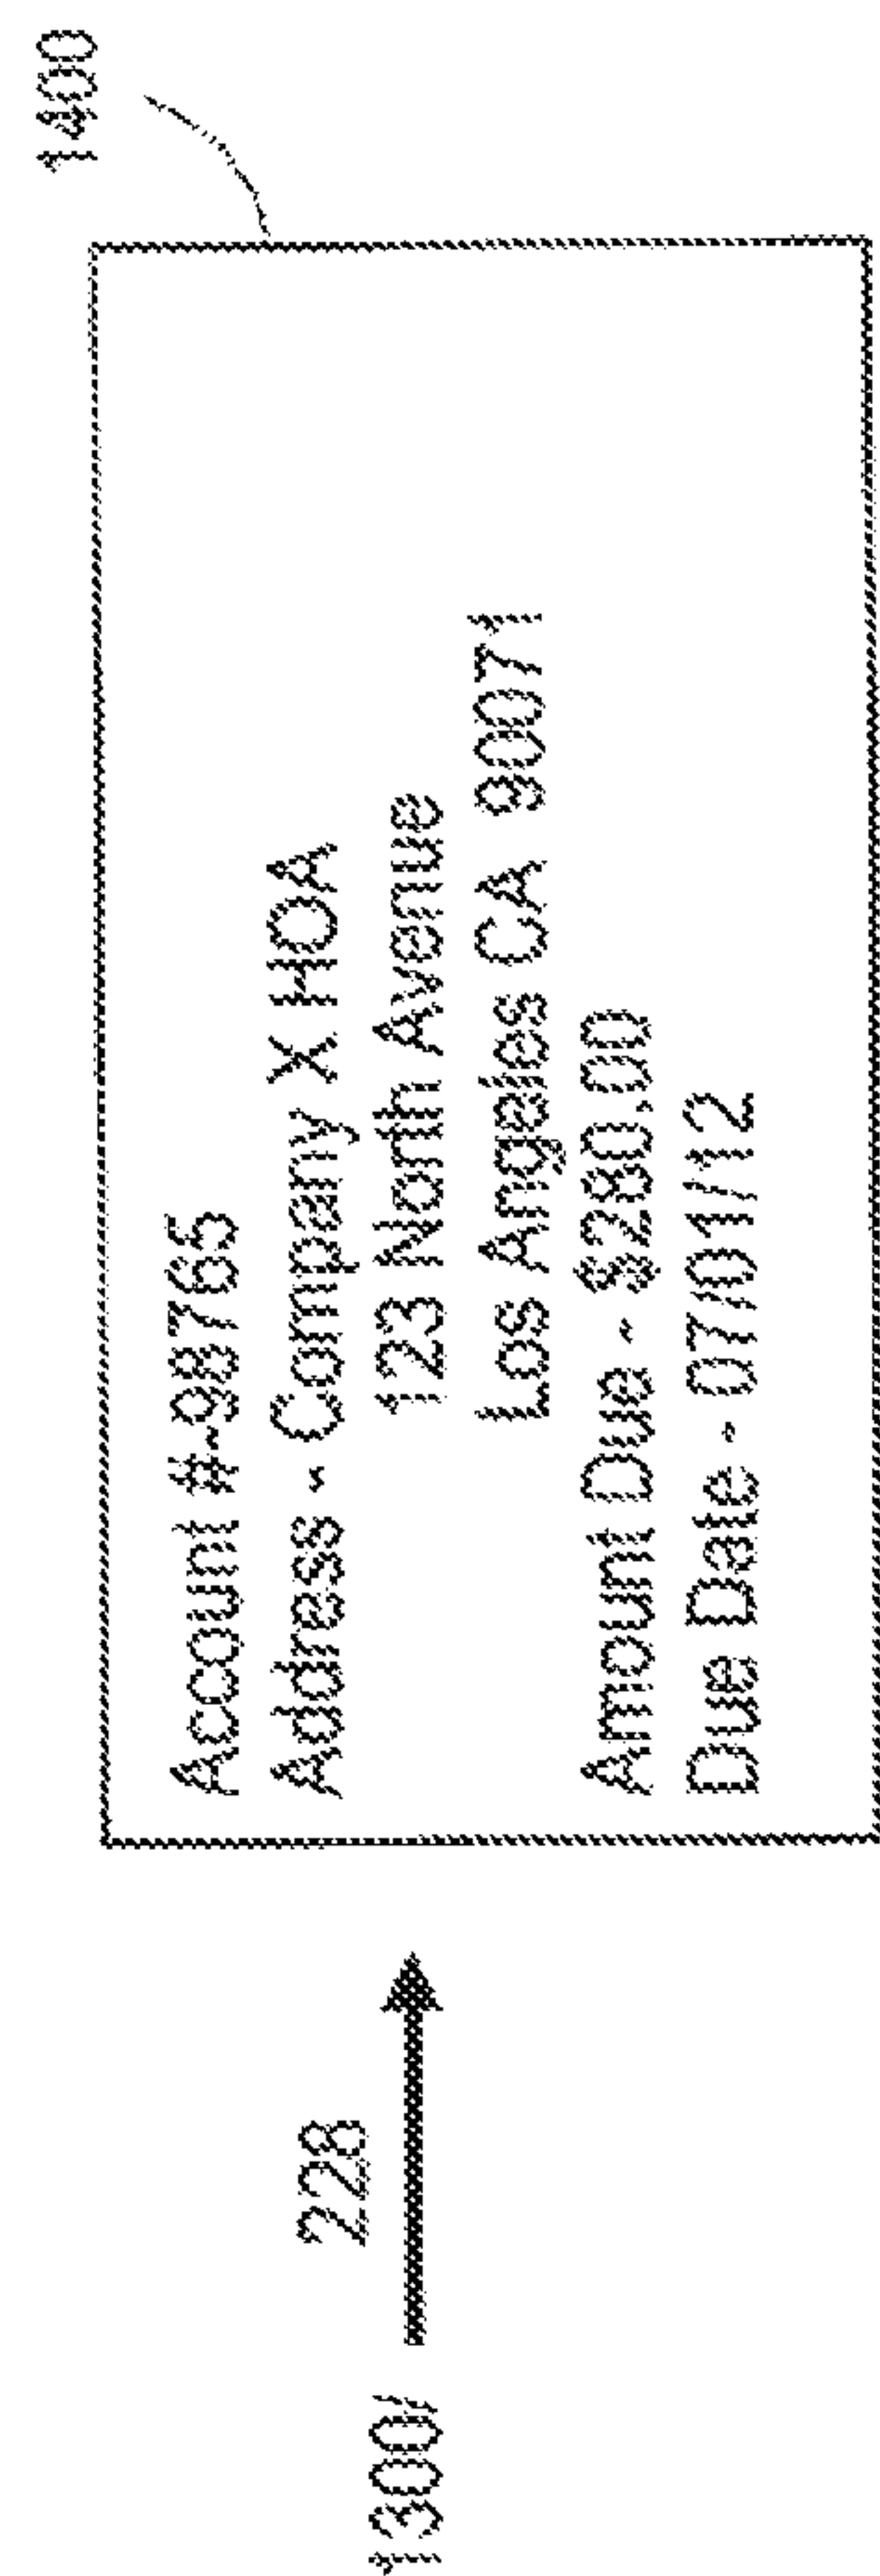 1400
Account #-98765
Address - Company X HOA
123 North Avenue
Los Angeles CA 90071
Amount Due - $280.00
Due Date - 07/01/12
228
1300//